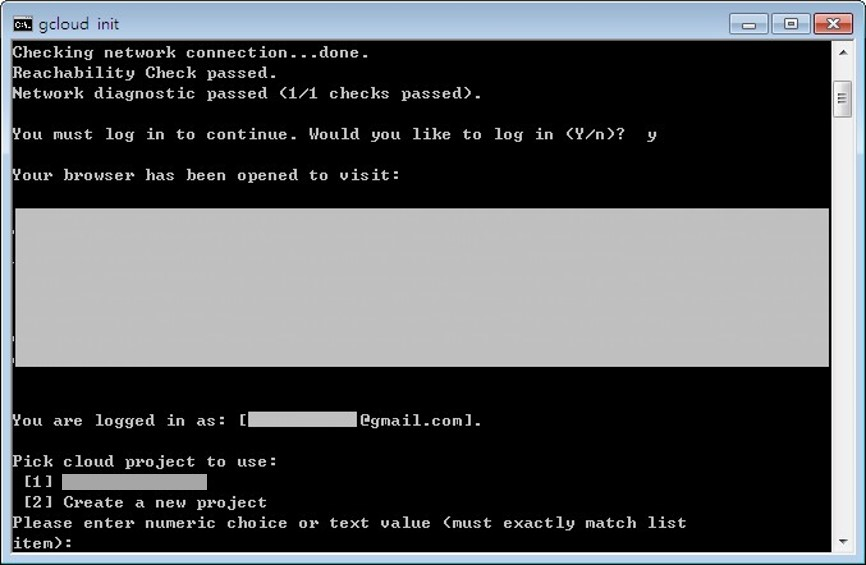 gcloud init
Checking network connection...done.
Reachability Check passed.
Network diagnostic passed (1/1 checks passed).
You must log in to continue. Would you like to log in (Y/n)?  y
Your browser has been opened to visit:
You are logged in as: [@gmail.com].
Pick cloud project to use:
[1]
[2] Create a new project
Please enter numeric choice or text value (must exactly match list
item):